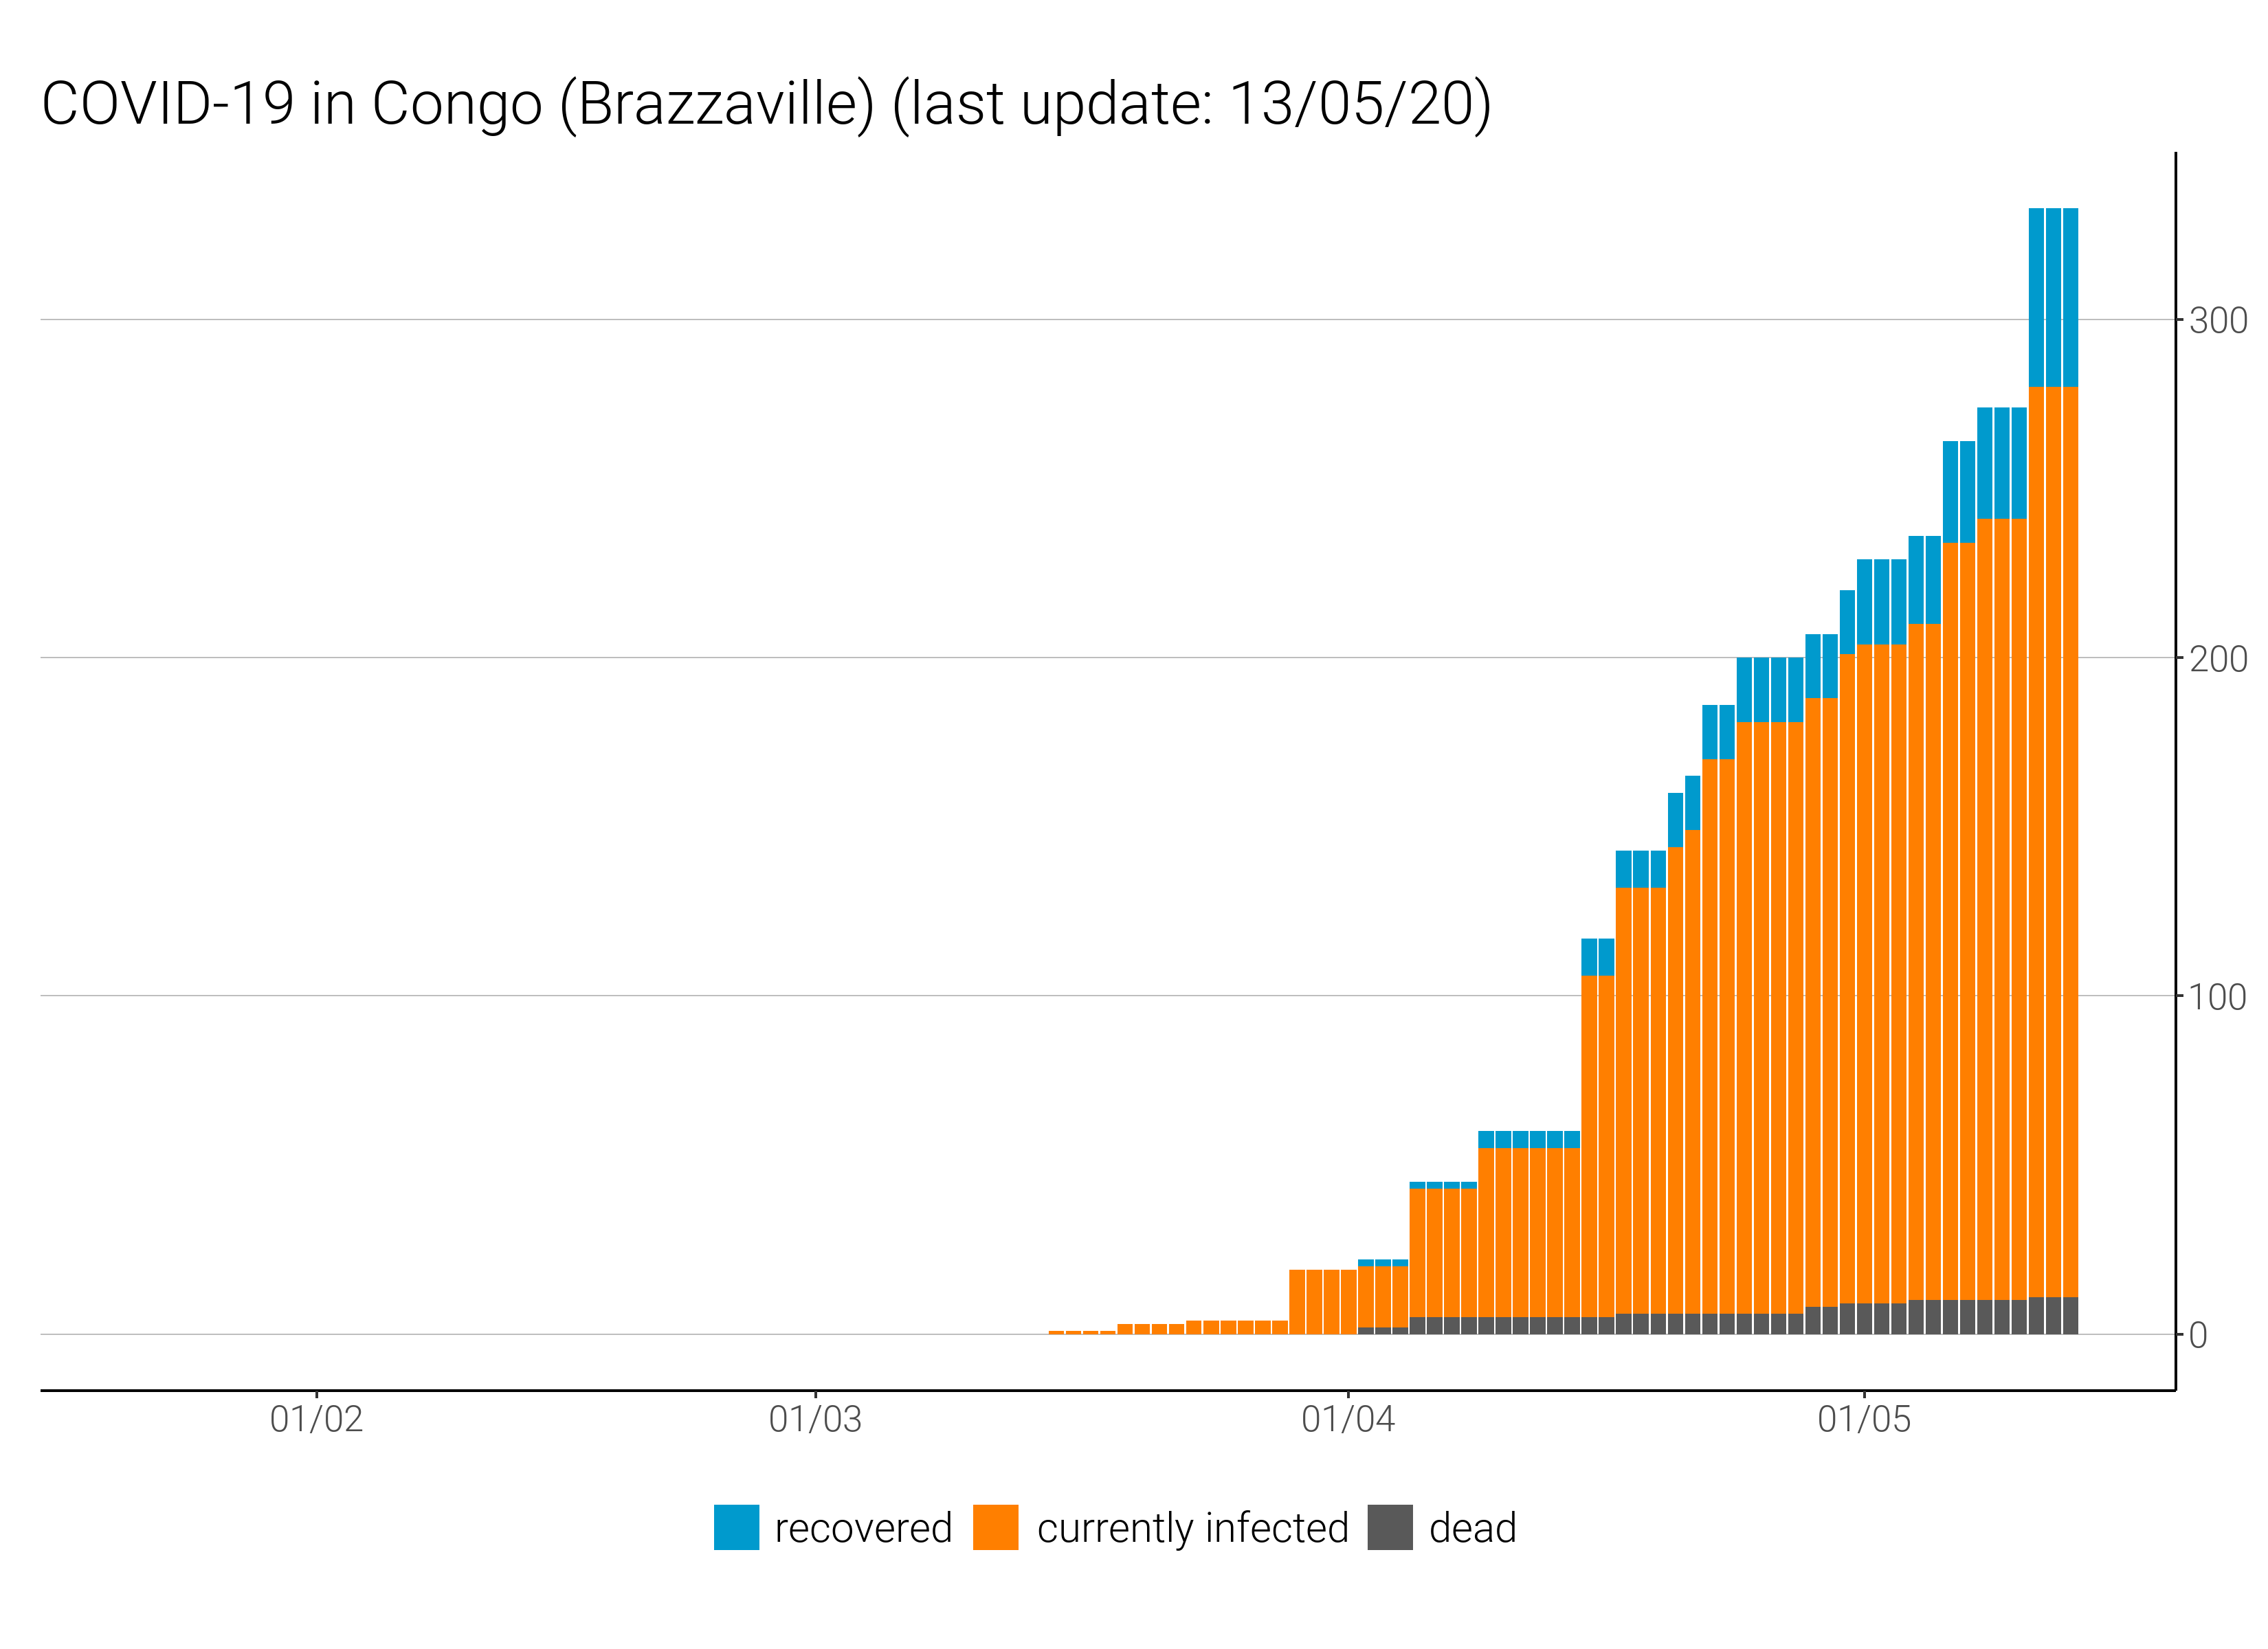 COVID-19 in Congo (Brazzaville) (last update: 13/05/20)
300
200
100
0
01/02 01/03 01/04 01/05
recovered currently infected dead